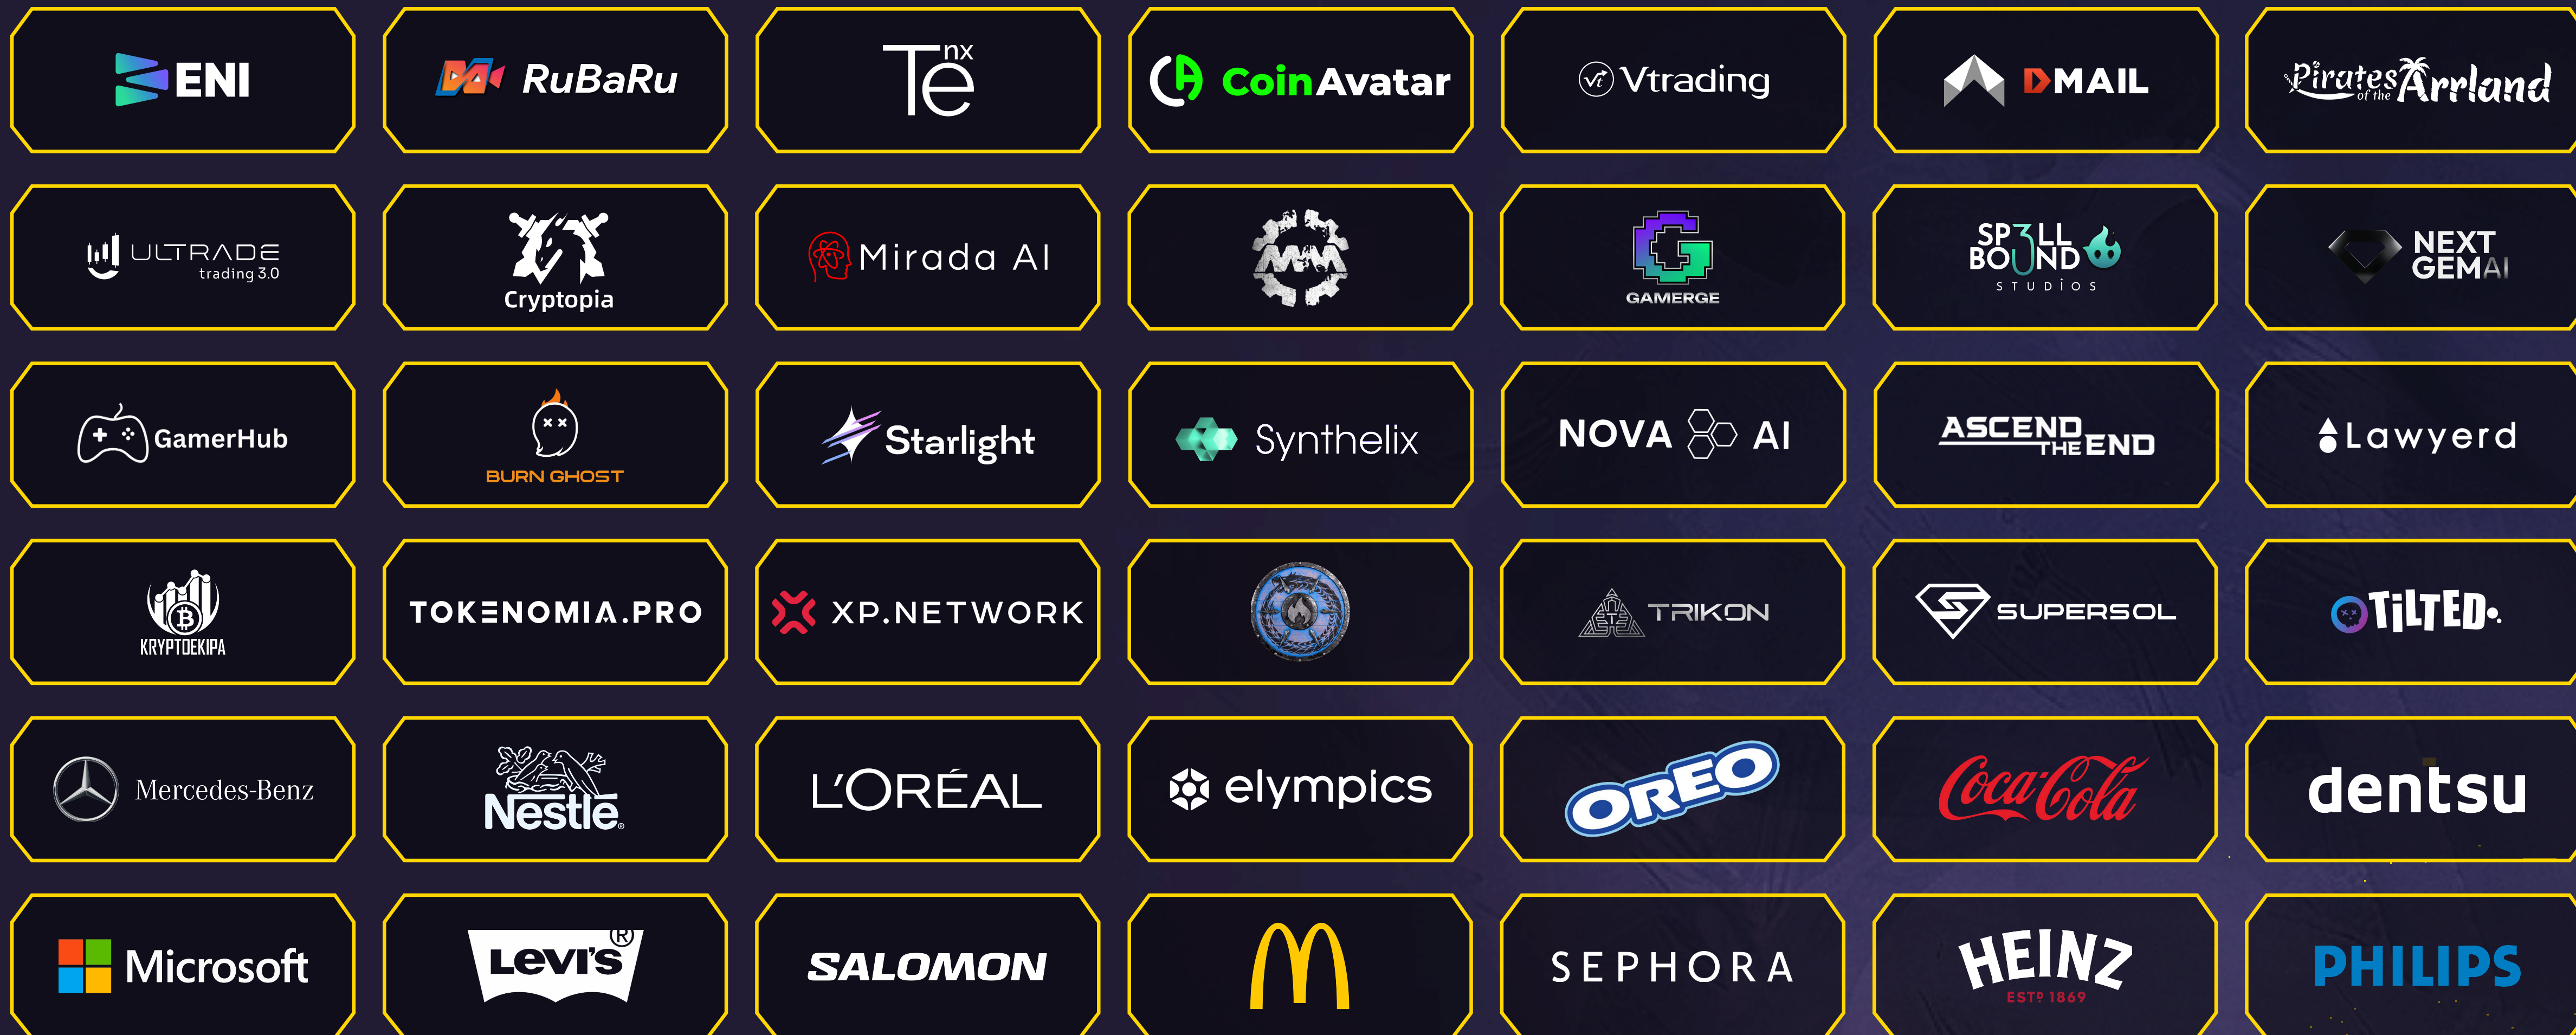 ENI
RuBaRu
Tenx
CoinAvatar
Vtrading
DMAIL
Pirates
of the
Arrland
ULTRADE
trading 3.0
Cryptopia
Mirada AI
MM
GAMERGE
SP3LL
BOUND
STUDIOS
NEXT
GEMAI
GamerHub
BURN GHOST
Starlight
Synthelix
NOVA AI
ASCEND
THE END
Lawyerd
KRYPTOEKIPA
TOKENOMIA.PRO
XP.NETWORK
TRIKON
SUPERSOL
TiLTED
Mercedes-Benz
Nestlé®
L'ORÉAL
elympics
OREO
Coca-Cola
dentsu
Microsoft
LEVI'S®
SALOMON
M
SEPHORA
HEINZ
ESTD 1869
PHILIPS